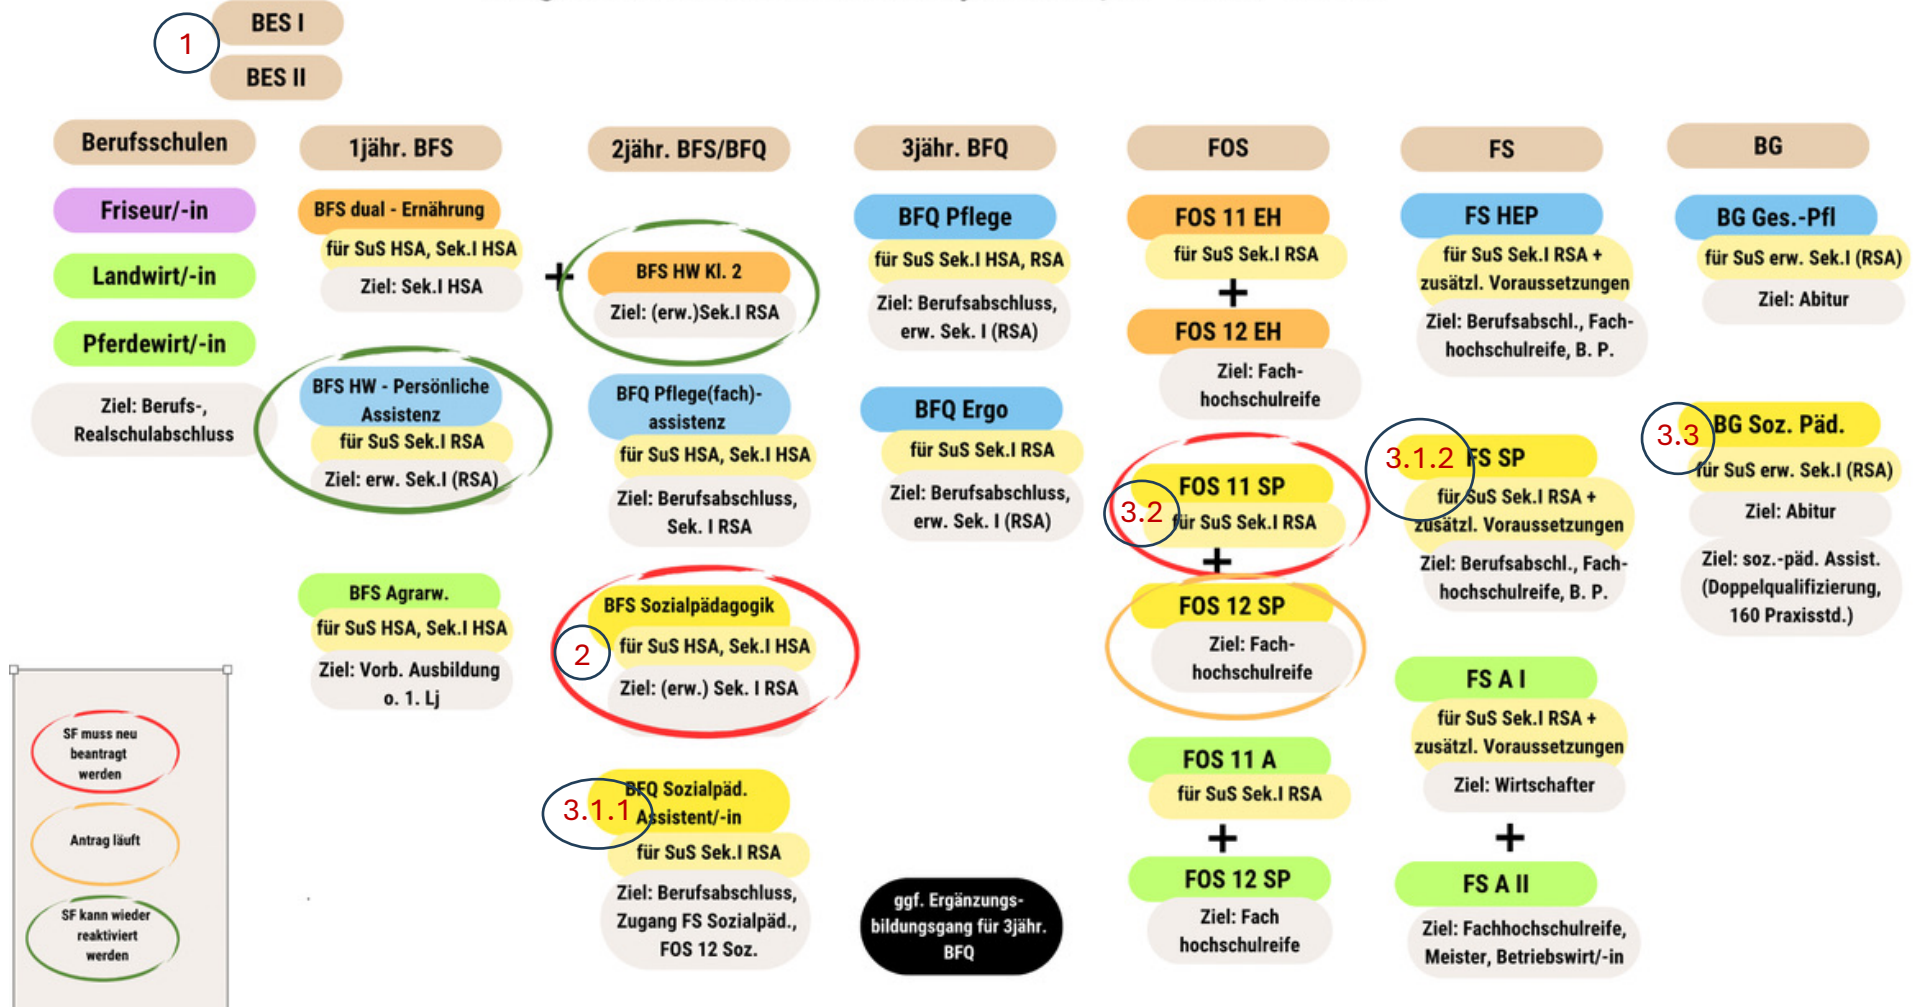 BES I
1
BES II
Berufsschulen
Friseur/-in
Landwirt/-in
Pferdewirt/-in
Ziel: Berufs-,
Realschulabschluss
1jähr. BFS
BFS dual - Ernährung
für SuS HSA, Sek.I HSA
Ziel: Sek.I HSA
BFS HW - Persönliche
Assistenz
für SuS Sek.I RSA
Ziel: erw. Sek.I (RSA)
BFS Agrarw.
für SuS HSA, Sek.I HSA
Ziel: Vorb. Ausbildung
o. 1. Lj
+
2jähr. BFS/BFQ
BFS HW Kl. 2
Ziel: (erw.)Sek.I RSA
BFQ Pflege(fach)-
assistenz
für SuS HSA, Sek.I HSA
Ziel: Berufsabschluss,
Sek. I RSA
BFS Sozialpädagogik
2
für SuS HSA, Sek.I HSA
Ziel: (erw.) Sek. I RSA
BFQ Sozialpäd.
3.1.1
Assistent/-in
für SuS Sek.I RSA
Ziel: Berufsabschluss,
Zugang FS Sozialpäd.,
FOS 12 Soz.
3jähr. BFQ
BFQ Pflege
für SuS Sek.I HSA, RSA
Ziel: Berufsabschluss,
erw. Sek. I (RSA)
BFQ Ergo
für SuS Sek.I RSA
Ziel: Berufsabschluss,
erw. Sek. I (RSA)
ggf. Ergänzungs-
bildungsgang für 3jähr.
BFQ
FOS
FOS 11 EH
für SuS Sek.I RSA
+
FOS 12 EH
Ziel: Fach-
hochschulreife
FOS 11 SP
3.2
für SuS Sek.I RSA
+
FOS 12 SP
Ziel: Fach-
hochschulreife
FOS 11 A
für SuS Sek.I RSA
+
FOS 12 SP
Ziel: Fach
hochschulreife
FS
FS HEP
für SuS Sek.I RSA +
zusätzl. Voraussetzungen
Ziel: Berufsabschl., Fach-
hochschulreife, B. P.
3.1.2
FS SP
für SuS Sek.I RSA +
zusätzl. Voraussetzungen
Ziel: Berufsabschl., Fach-
hochschulreife, B. P.
FS A I
für SuS Sek.I RSA +
zusätzl. Voraussetzungen
Ziel: Wirtschafter
+
FS A II
Ziel: Fachhochschulreife,
Meister, Betriebswirt/-in
BG
BG Ges.-Pfl
für SuS erw. Sek.I (RSA)
Ziel: Abitur
3.3
BG Soz. Päd.
für SuS erw. Sek.I (RSA)
Ziel: Abitur
Ziel: soz.-päd. Assist.
(Doppelqualifizierung,
160 Praxisstd.)
SF muss neu
beantragt
werden
Antrag läuft
SF kann wieder
reaktiviert
werden